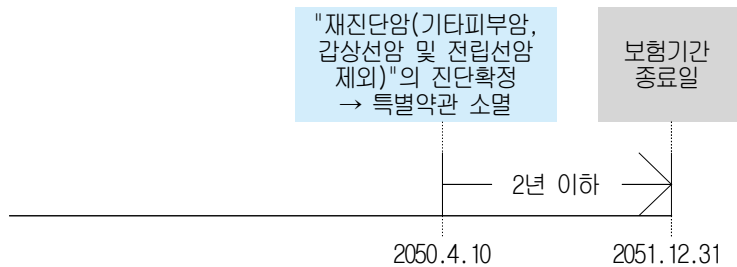 "재진단암(기타피부암,
갑상선암 및 전립선암
제외)"의 진단확정
→ 특별약관 소멸
보험기간
종료일
2년 이하
2050.4.10
2051.12.31